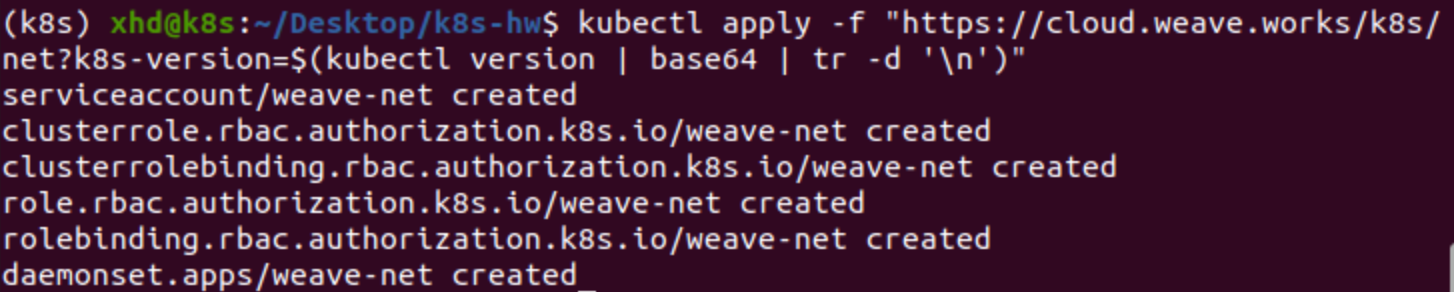 (k8s) xhd@k8s:~/Desktop/k8s-hw$ kubectl apply -f "https://cloud.weave.works/k8s/
net?k8s-version=$(kubectl version | base64 | tr -d '\n')"
serviceaccount/weave-net created
clusterrole.rbac.authorization.k8s.io/weave-net created
clusterrolebinding.rbac.authorization.k8s.io/weave-net created
role.rbac.authorization.k8s.io/weave-net created
rolebinding.rbac.authorization.k8s.io/weave-net created
daemonset.apps/weave-net created